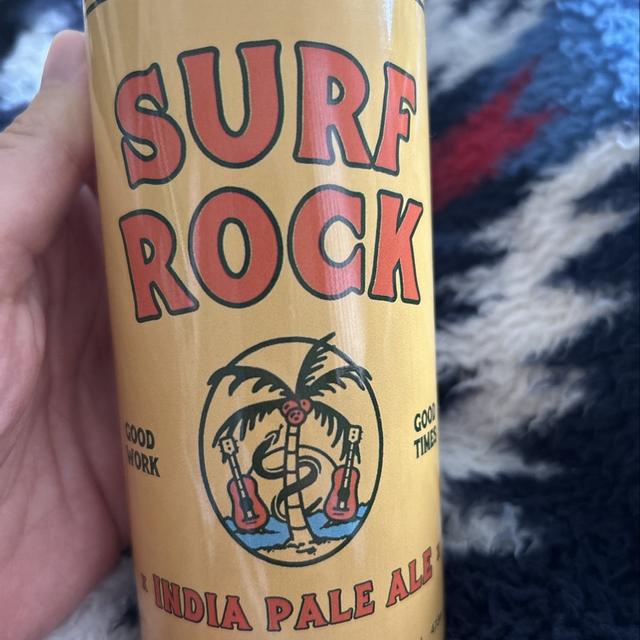 SURF
ROCK
GOOD
WORK
GOOD
TIMES
x INDIA PALE ALE x